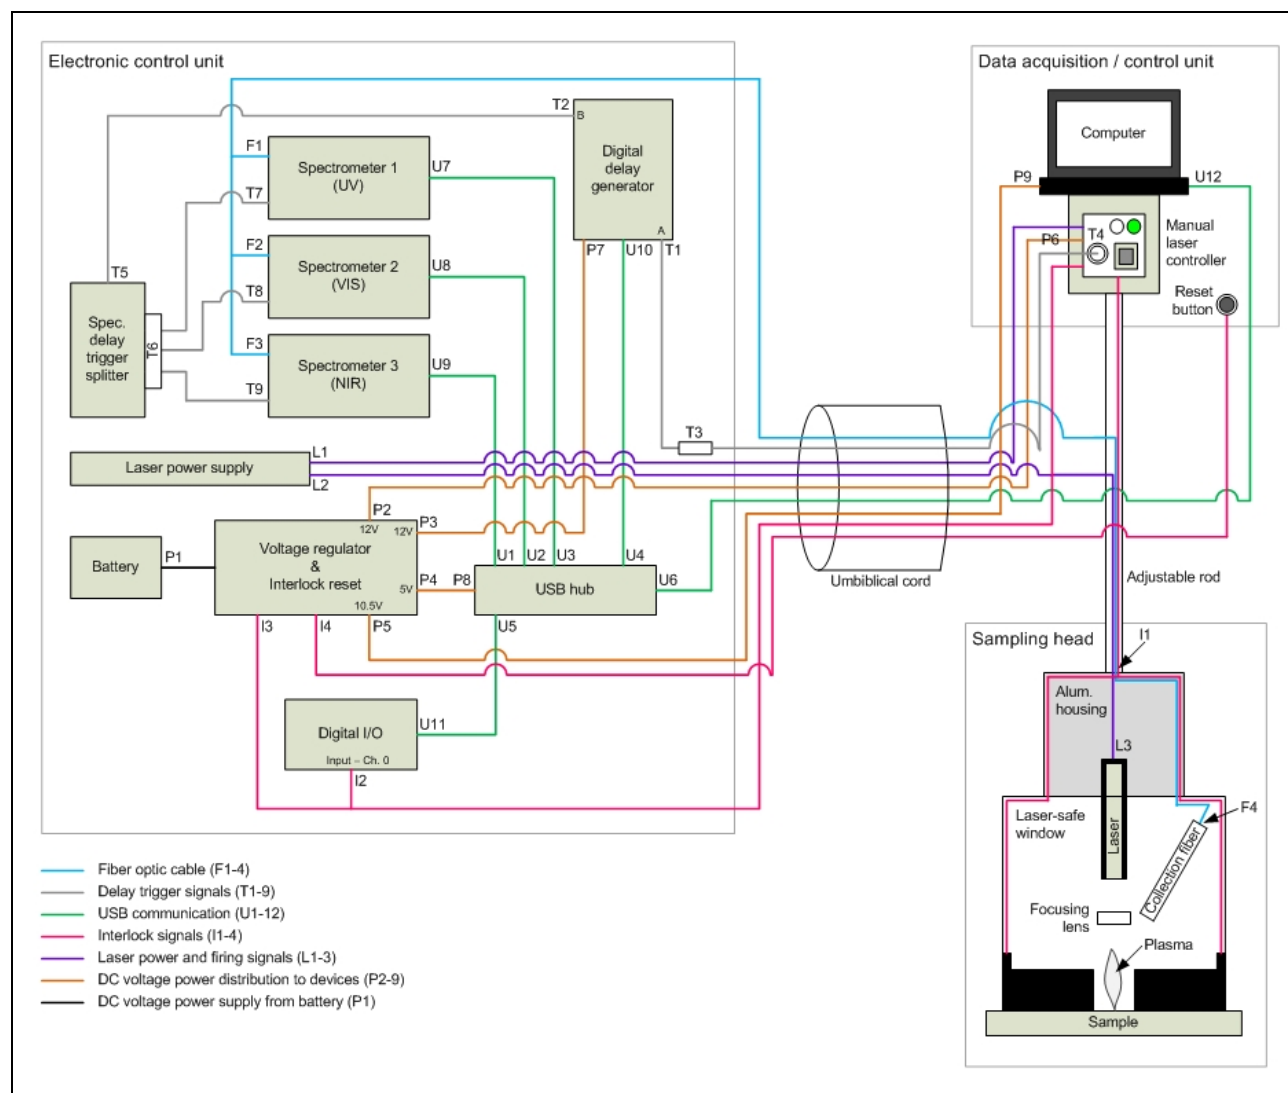 Electronic control unit
Data acquisition / control unit
T2
B
Digital
delay
generator
A
Computer
F1
Spectrometer 1
(UV)
U7
T7
P9
U12
T1
P7
U10
T4
P6
Manual
laser
controller
F2
Spectrometer 2
(VIS)
U8
T8
T5
Spec.
delay
trigger
splitter
T6
Reset
button
F3
Spectrometer 3
(NIR)
U9
T9
T3
L1
Laser power supply
L2
P2
12V
12V
P3
Voltage regulator
&
Interlock reset
Battery
P1
U1
U2
U3
U4
P4
5V
P8
USB hub
U6
10.5V
I3
I4
P5
U5
Umbiblical cord
Adjustable rod
Sampling head
I1
Alum.
housing
Digital I/O
U11
Input – Ch. 0
I2
L3
Laser-safe
window
Laser
F4
Collection fiber
Focusing
lens
Plasma
Sample
Fiber optic cable (F1-4)
Delay trigger signals (T1-9)
USB communication (U1-12)
Interlock signals (I1-4)
Laser power and firing signals (L1-3)
DC voltage power distribution to devices (P2-9)
DC voltage power supply from battery (P1)